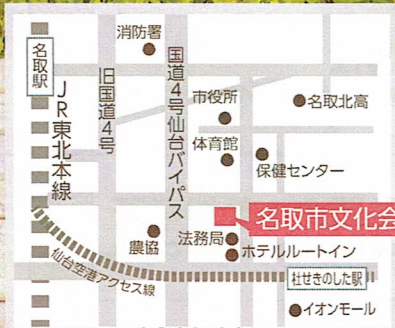 消防署
名取駅
JR東北本線
旧国道4号
国道4号仙台バイパス
市役所
名取北高
体育館
保健センター
名取市文化会
農協
法務局
ホテルルートイン
仙台空港アクセス線
杜せきのした駅
イオンモール